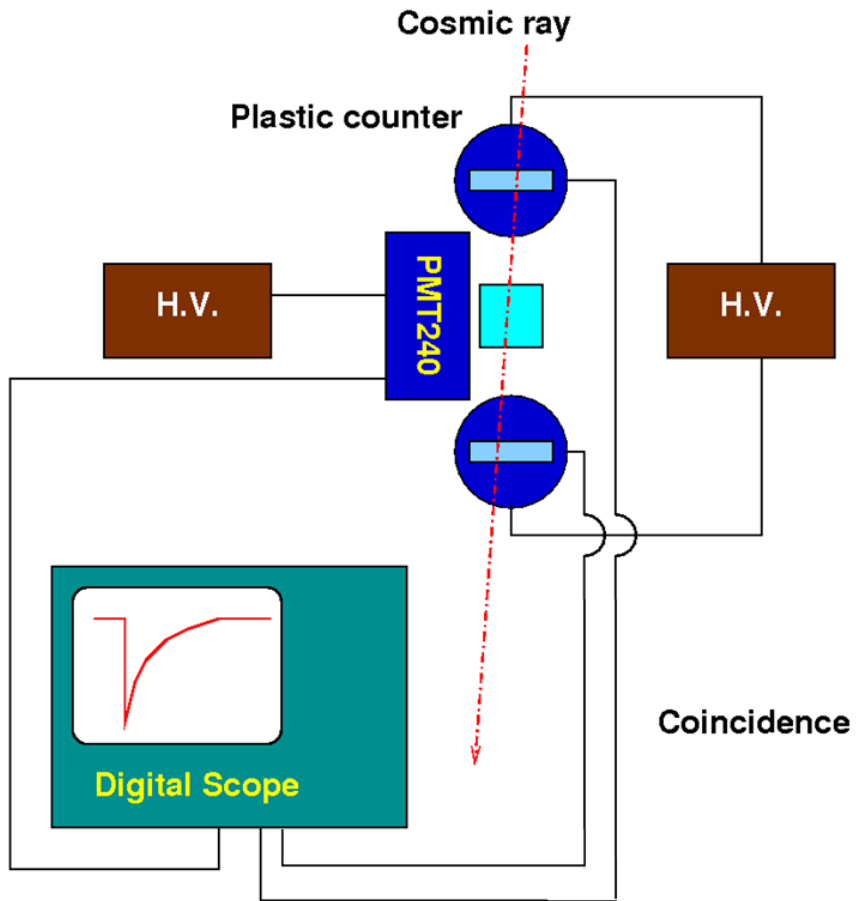 Cosmic ray
Plastic counter
H.V.
PMT240
H.V.
Coincidence
Digital Scope